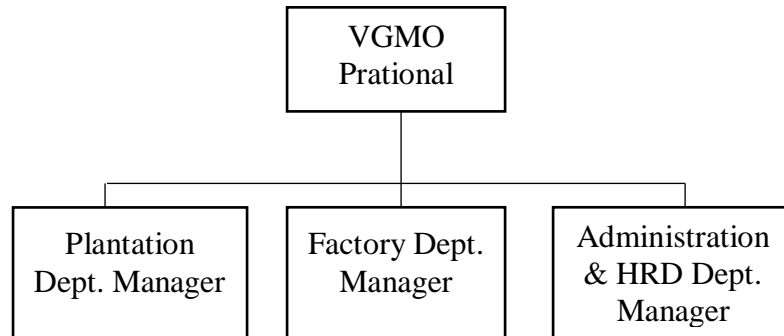 VGMO
Prational
Plantation
Dept. Manager
Factory Dept.
Manager
Administration
& HRD Dept.
Manager